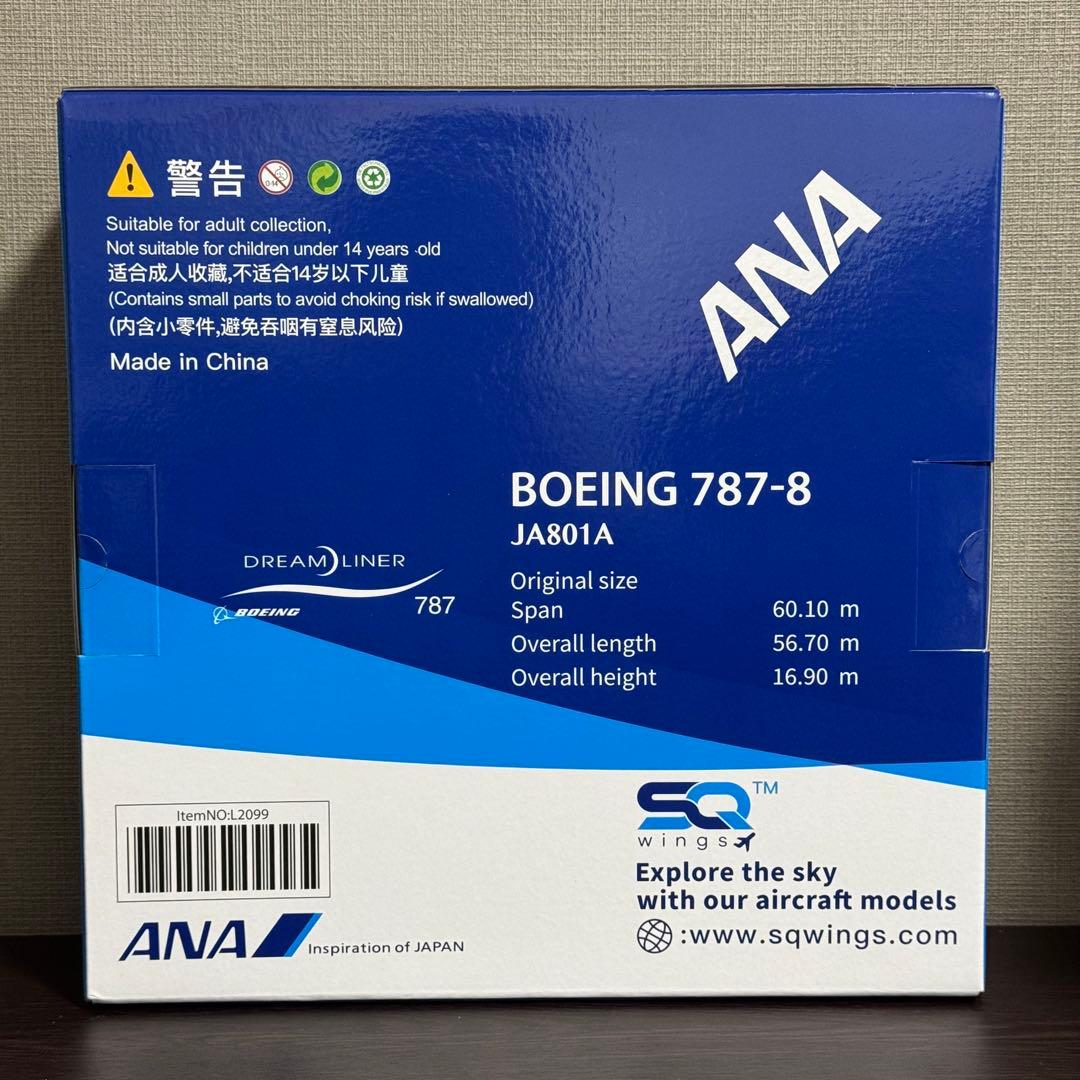 警告
0-14
Suitable for adult collection,
Not suitable for children under 14 years ·old
适合成人收藏,不适合14岁以下儿童
(Contains small parts to avoid choking risk if swallowed)
(内含小零件,避免吞咽有窒息风险)
Made in China
ANA
BOEING 787-8
JA801A
Original size
Span 60.10 m
Overall length 56.70 m
Overall height 16.90 m
DREAMLINER
787
BOEING
ItemNO:L2099
ANA Inspiration of JAPAN
SQ TM
wings
Explore the sky
with our aircraft models
:www.sqwings.com